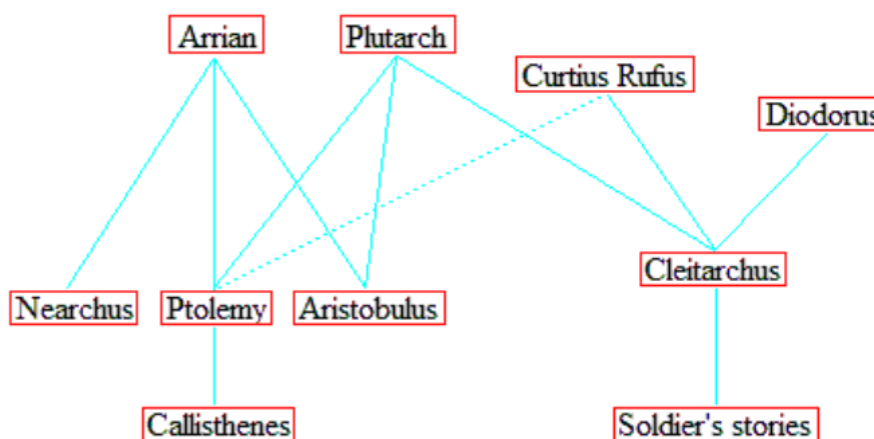 Arrian
Plutarch
Curtius Rufus
Diodorus
Cleitarchus
Nearchus
Ptolemy
Aristobulus
Callisthenes
Soldier's stories